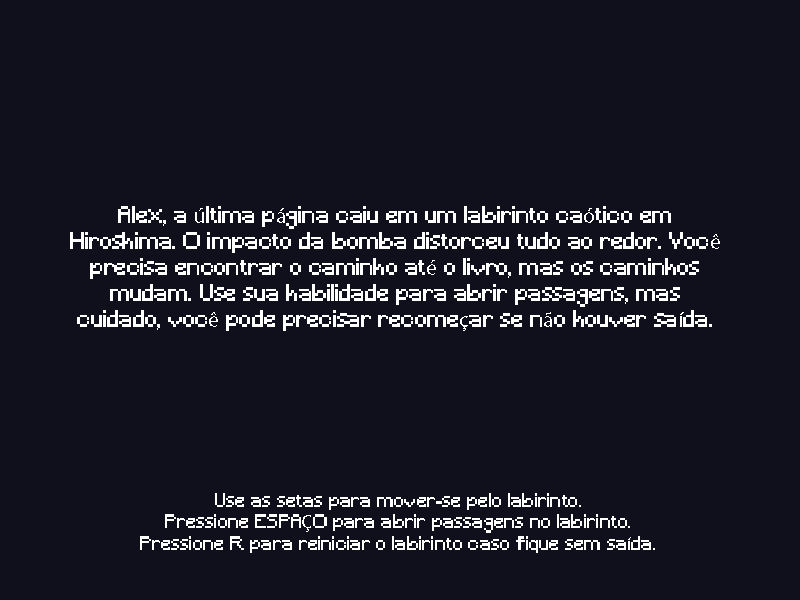 Alex, a última página caiu em um labirinto caótico em
Hiroshima. O impacto da bomba distorceu tudo ao redor. Você
precisa encontrar o caminho até o livro, mas os caminhos
mudam. Use sua habilidade para abrir passagens, mas
cuidado, você pode precisar recomeçar se não houver saída.
Use as setas para mover-se pelo labirinto.
Pressione ESPAÇO para abrir passagens no labirinto.
Pressione R para reiniciar o labirinto caso fique sem saída.